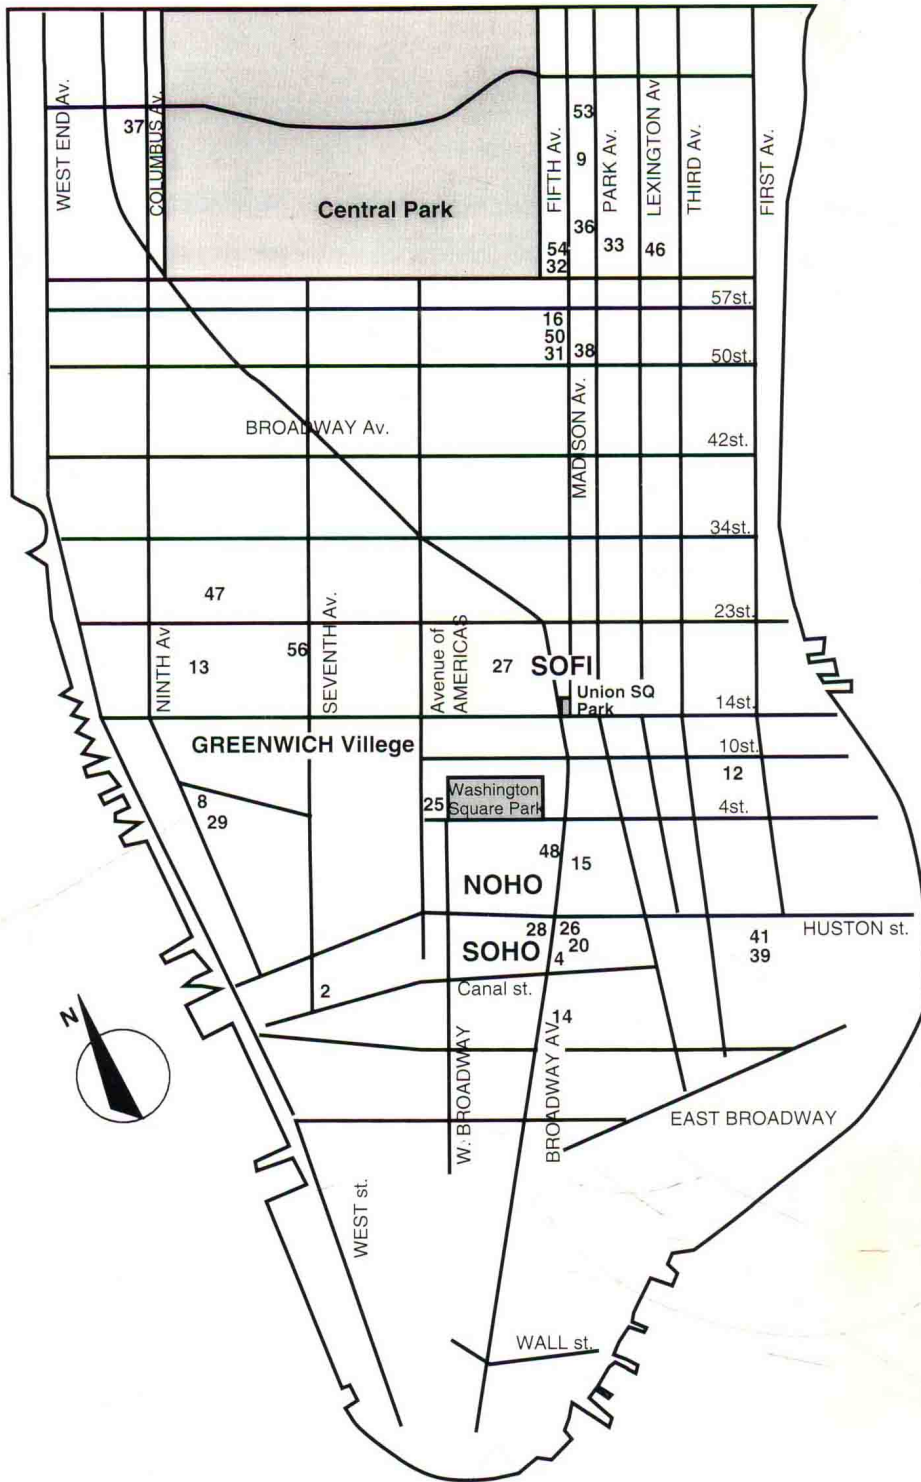 WEST END Av.
37
COLUMBUS Av.
Central Park
FIFTH Av.
53
9
36
54
32
PARK Av.
33
LEXINGTON Av
46
THIRD Av.
FIRST Av.
57st.
16
50
31
38
50st.
BROADWAY Av.
MADISON Av.
42st.
34st.
47
23st.
NINTH Av
13
56
SEVENTH Av.
Avenue of
AMERICAS
27
SOFI
Union SQ
Park
14st.
GREENWICH Villege
10st.
12
8
29
25
Washington
Square Park
4st.
48
15
NOHO
28
26
HUSTON st.
SOHO
20
4
41
39
2
Canal st.
14
N
W. BROADWAY
BROADWAY AV.
EAST BROADWAY
WEST st.
WALL st.